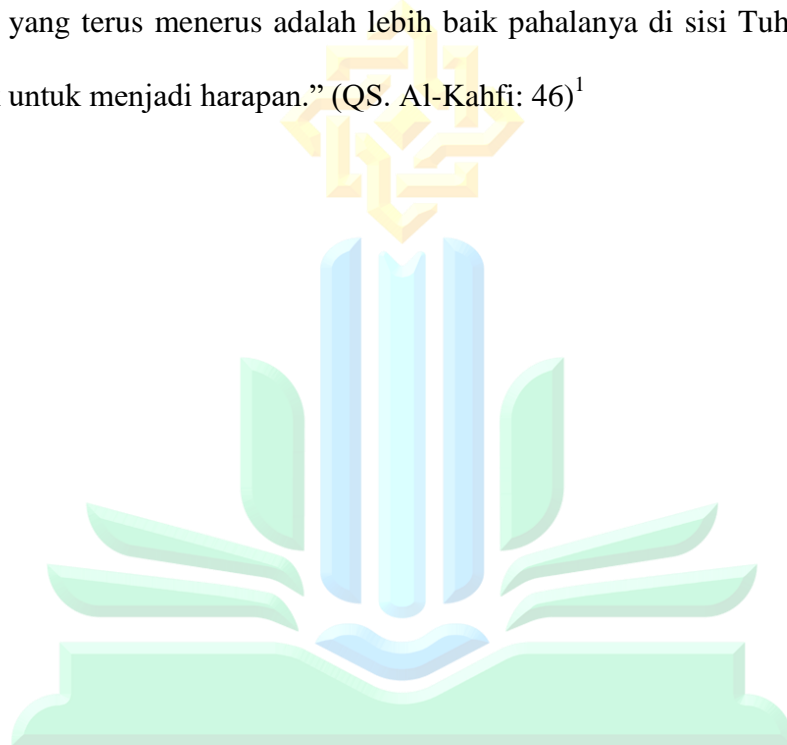 yang terus menerus adalah lebih baik pahalanya di sisi Tuh
untuk menjadi harapan.” (QS. Al-Kahfi: 46)¹